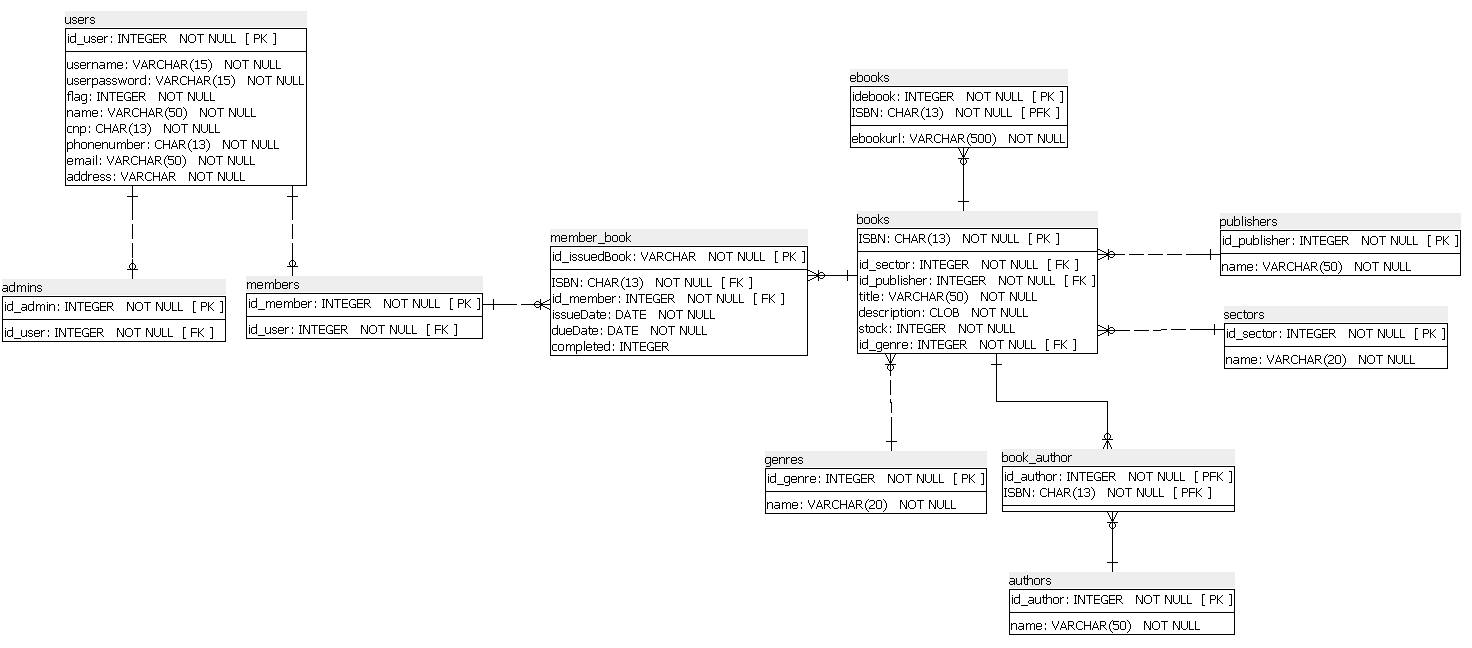 users
id_user: INTEGER NOT NULL [ PK ]
username: VARCHAR(15) NOT NULL
userpassword: VARCHAR(15) NOT NULL
flag: INTEGER NOT NULL
name: VARCHAR(50) NOT NULL
cnp: CHAR(13) NOT NULL
phonenumber: CHAR(13) NOT NULL
email: VARCHAR(50) NOT NULL
address: VARCHAR NOT NULL
admins
id_admin: INTEGER NOT NULL [ PK ]
id_user: INTEGER NOT NULL [ FK ]
members
id_member: INTEGER NOT NULL [ PK ]
id_user: INTEGER NOT NULL [ FK ]
member_book
id_issuedBook: VARCHAR NOT NULL [ PK ]
ISBN: CHAR(13) NOT NULL [ FK ]
id_member: INTEGER NOT NULL [ FK ]
issueDate: DATE NOT NULL
dueDate: DATE NOT NULL
completed: INTEGER
ebooks
idebook: INTEGER NOT NULL [ PK ]
ISBN: CHAR(13) NOT NULL [ PFK ]
ebookurl: VARCHAR(500) NOT NULL
books
ISBN: CHAR(13) NOT NULL [ PK ]
id_sector: INTEGER NOT NULL [ FK ]
id_publisher: INTEGER NOT NULL [ FK ]
title: VARCHAR(50) NOT NULL
description: CLOB NOT NULL
stock: INTEGER NOT NULL
id_genre: INTEGER NOT NULL [ FK ]
publishers
id_publisher: INTEGER NOT NULL [ PK ]
name: VARCHAR(50) NOT NULL
sectors
id_sector: INTEGER NOT NULL [ PK ]
name: VARCHAR(20) NOT NULL
genres
id_genre: INTEGER NOT NULL [ PK ]
name: VARCHAR(20) NOT NULL
book_author
id_author: INTEGER NOT NULL [ PFK ]
ISBN: CHAR(13) NOT NULL [ PFK ]
authors
id_author: INTEGER NOT NULL [ PK ]
name: VARCHAR(50) NOT NULL